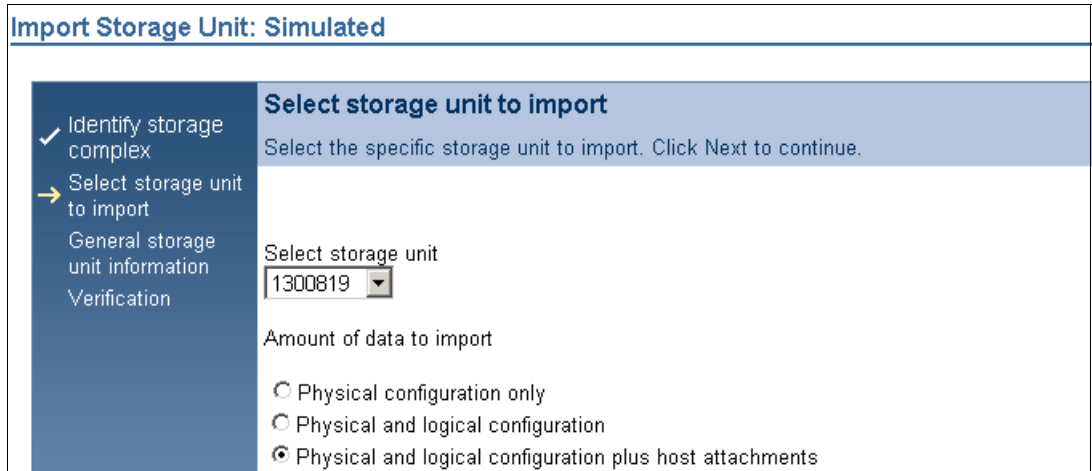 Import Storage Unit: Simulated
Identify storage
complex
Select storage unit
to import
General storage
unit information
Verification
Select storage unit to import
Select the specific storage unit to import. Click Next to continue.
Select storage unit
1300819
Amount of data to import
Physical configuration only
Physical and logical configuration
Physical and logical configuration plus host attachments